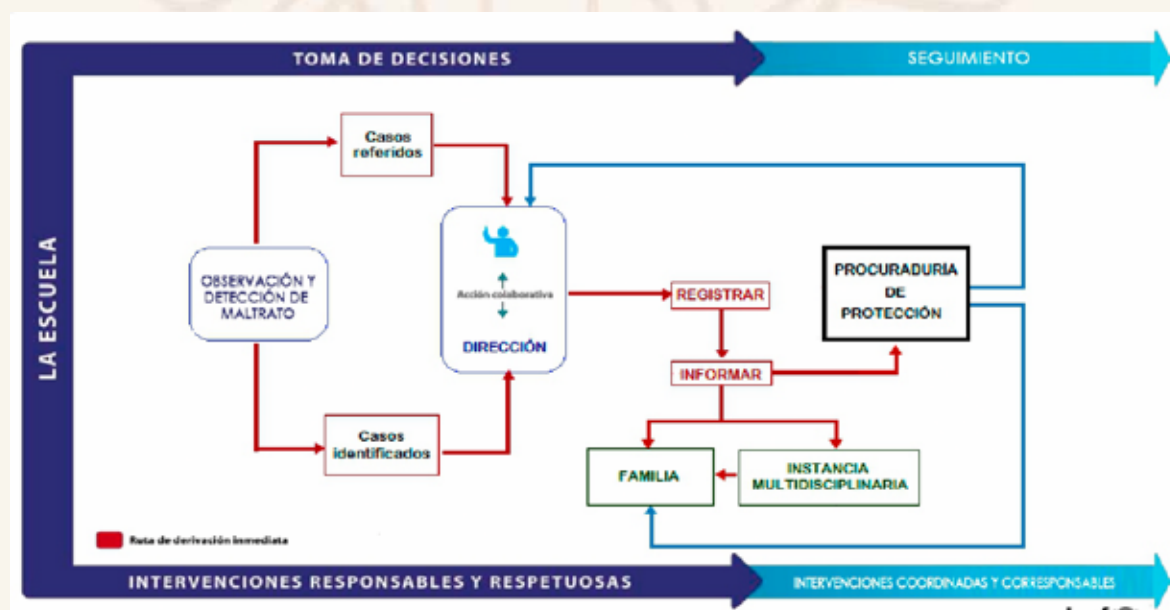 TOMA DE DECISIONES
SEGUIMIENTO
LA ESCUELA
Casos
referidos
OBSERVACIÓN Y
DETECCIÓN DE
MALTRATO
Acción colaborativa
DIRECCIÓN
Casos
identificados
REGISTRAR
INFORMAR
PROCURADURIA
DE
PROTECCIÓN
FAMILIA
INSTANCIA
MULTIDISCIPLINARIA
Ruta de derivación inmediata
INTERVENCIONES RESPONSABLES Y RESPETUOSAS
INTERVENCIONES COORDINADAS Y CORRESPONSABLES